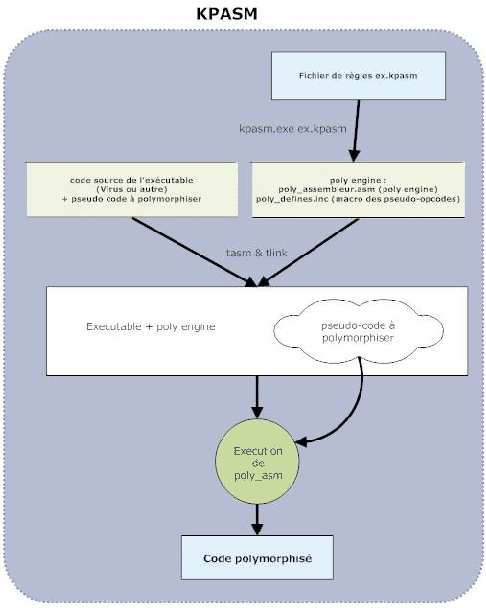 KPASM
Fichier de règles ex.kpasm
kpasm.exe ex.kpasm
code source de l'exécutable
(Virus ou autre)
+ pseudo code à polymorphiser
poly engine :
poly_assembleur.asm (poly engine)
poly_defines.inc (macro des pseudo-opcodes)
tasm & tlink
Executable + poly engine
pseudo-code à
polymorphiser
Execution
de
poly_asm
Code polymorphisé